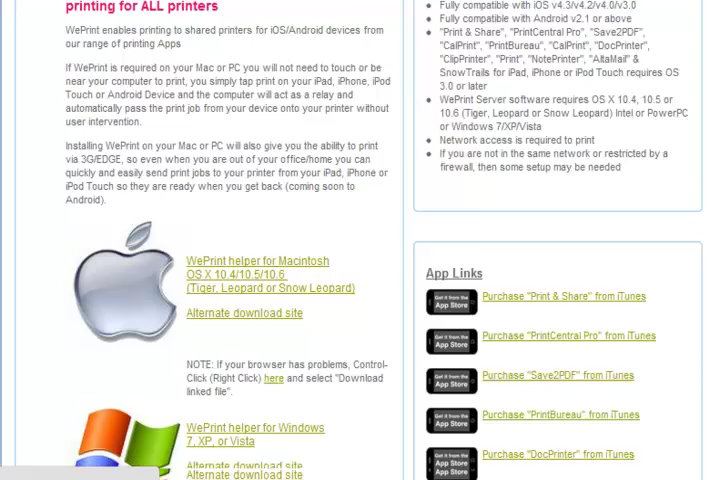 printing for ALL printers
WePrint enables printing to shared printers for iOS/Android devices from
our range of printing Apps
If WePrint is required on your Mac or PC you will not need to touch or be
near your computer to print, you simply tap print on your iPad, iPhone, iPod
Touch or Android Device and the computer will act as a relay and
automatically pass the print job from your device onto your printer without
user intervention.
Installing WePrint on your Mac or PC will also give you the ability to print
via 3G/EDGE, so even when you are out of your office/home you can
quickly and easily send print jobs to your printer from your iPad, iPhone or
iPod Touch so they are ready when you get back (coming soon to
Android).
WePrint helper for Macintosh
OS X 10.4/10.5/10.6
(Tiger, Leopard or Snow Leopard)
Alternate download site
NOTE: If your browser has problems, Control-
Click (Right Click) here and select "Download
linked file".
WePrint helper for Windows
7, XP, or Vista
Alternate download site
Alternate download site
Fully compatible with iOS v4.3/v4.2/v4.0/v3.0
Fully compatible with Android v2.1 or above
"Print & Share", "PrintCentral Pro", "Save2PDF",
"CalPrint", "PrintBureau", "CalPrint", "DocPrinter",
"ClipPrinter", "Print", "NotePrinter", "AltaMail" &
SnowTrails for iPad, iPhone or iPod Touch requires OS
3.0 or later
WePrint Server software requires OS X 10.4, 10.5 or
10.6 (Tiger, Leopard or Snow Leopard) Intel or PowerPC
or Windows 7/XP/Vista
Network access is required to print
If you are not in the same network or restricted by a
firewall, then some setup may be needed
App Links
Get it from the
App Store
Purchase "Print & Share" from iTunes
Get it from the
App Store
Purchase "PrintCentral Pro" from iTunes
Get it from the
App Store
Purchase "Save2PDF" from iTunes
Get it from the
App Store
Purchase "PrintBureau" from iTunes
Get it from the
App Store
App Store
Purchase "DocPrinter" from iTunes